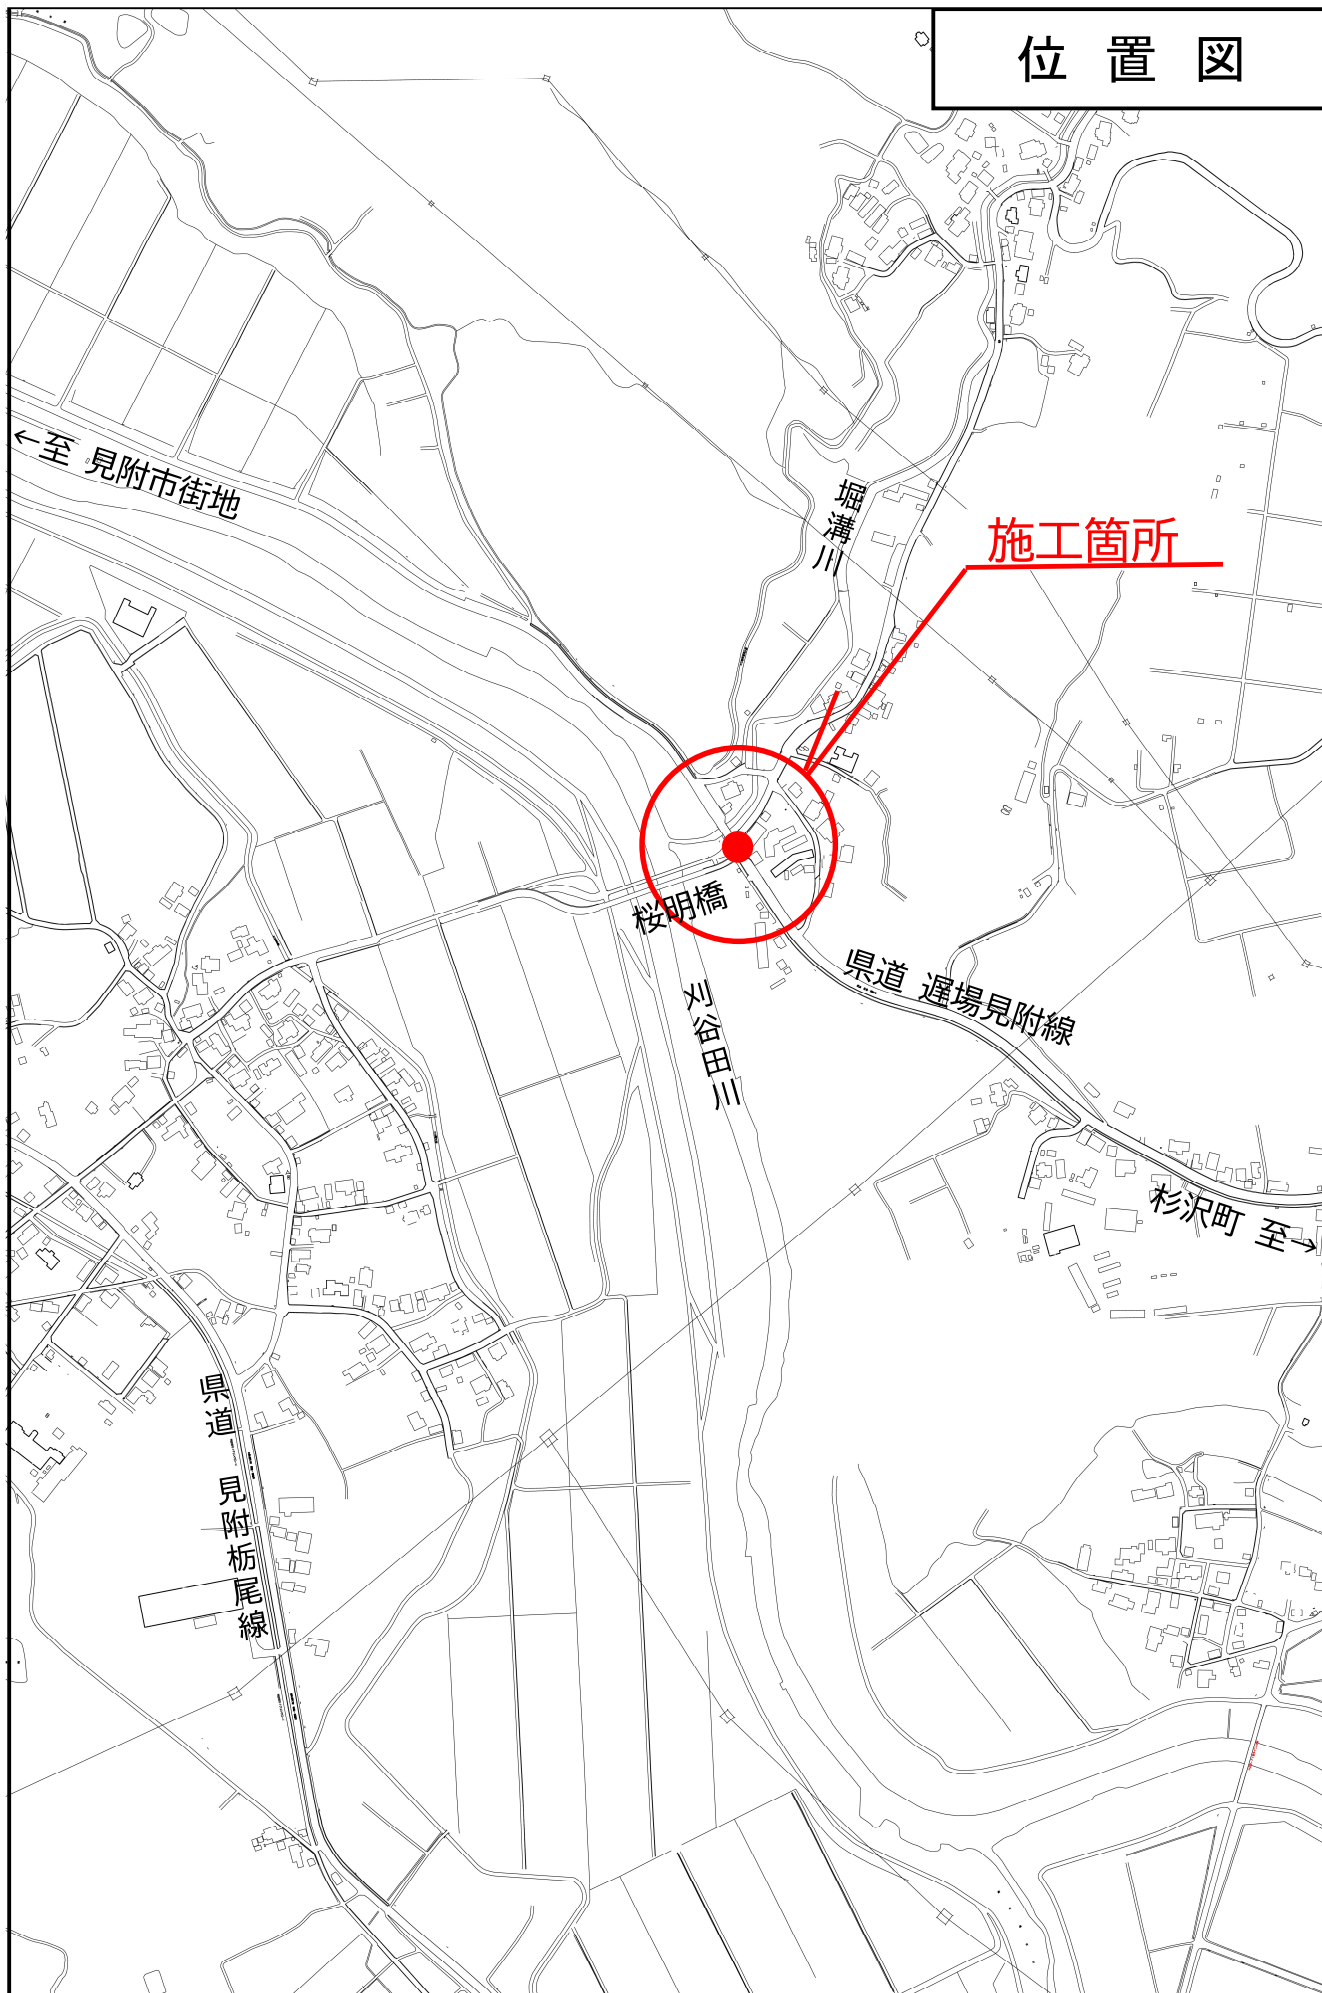 位置図
←至 見附市街地
堀溝川
施工箇所
桜明橋
県道 遅場見附線
刈谷田川
杉沢町 至→
県道 見附栃尾線